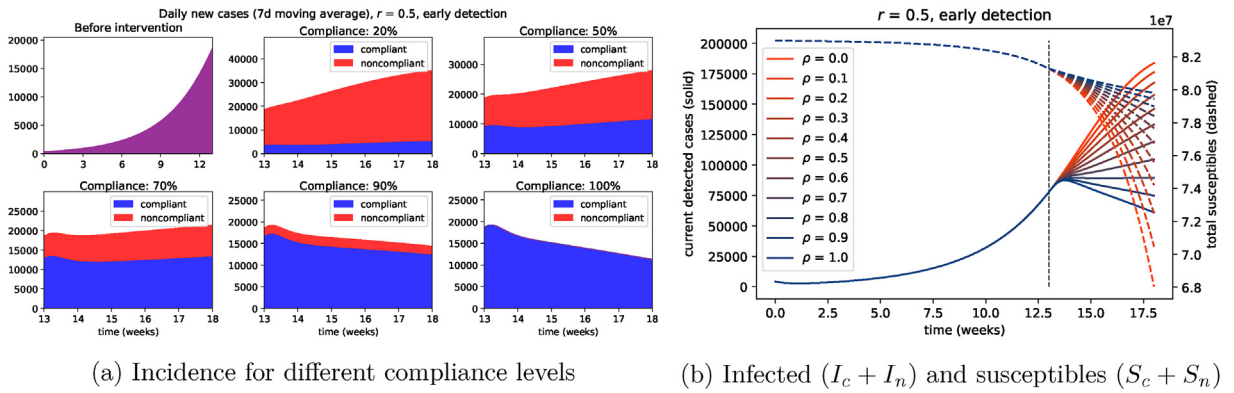 Daily new cases (7d moving average), r = 0.5, early detection
Before intervention
20000
15000
10000
5000
0
0 3 6 9 12
Compliance: 20%
compliant
noncompliant
40000
30000
20000
10000
0
13 14 15 16 17 18
Compliance: 50%
compliant
noncompliant
30000
20000
10000
0
13 14 15 16 17 18
Compliance: 70%
compliant
noncompliant
25000
20000
15000
10000
5000
0
13 14 15 16 17 18
time (weeks)
Compliance: 90%
compliant
noncompliant
25000
20000
15000
10000
5000
0
13 14 15 16 17 18
time (weeks)
Compliance: 100%
compliant
noncompliant
25000
20000
15000
10000
5000
0
13 14 15 16 17 18
time (weeks)
(a) Incidence for different compliance levels
r = 0.5, early detection
1e7
current detected cases (solid)
200000
175000
150000
125000
100000
75000
50000
25000
0
ρ = 0.0
ρ = 0.1
ρ = 0.2
ρ = 0.3
ρ = 0.4
ρ = 0.5
ρ = 0.6
ρ = 0.7
ρ = 0.8
ρ = 0.9
ρ = 1.0
8.2
8.0
7.8
7.6
7.4
7.2
7.0
6.8
total susceptibles (dashed)
0.0 2.5 5.0 7.5 10.0 12.5 15.0 17.5
time (weeks)
(b) Infected (I_c + I_n) and susceptibles (S_c + S_n)